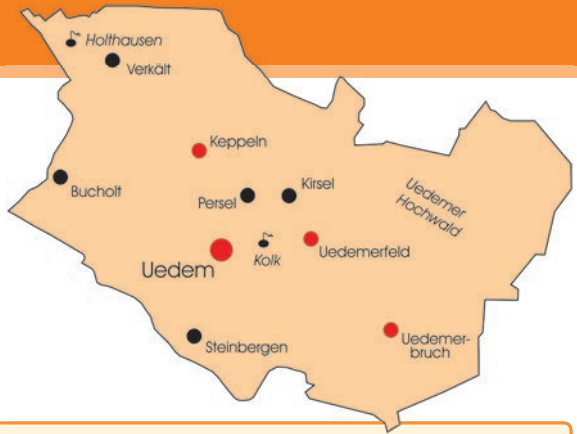 Holthausen
Verkält
Keppeln
Bucholt
Persel
Kirsel
Uedemer
Hochwald
Uedem
Kolk
Uedemerfeld
Steinbergen
Uedemer-
bruch